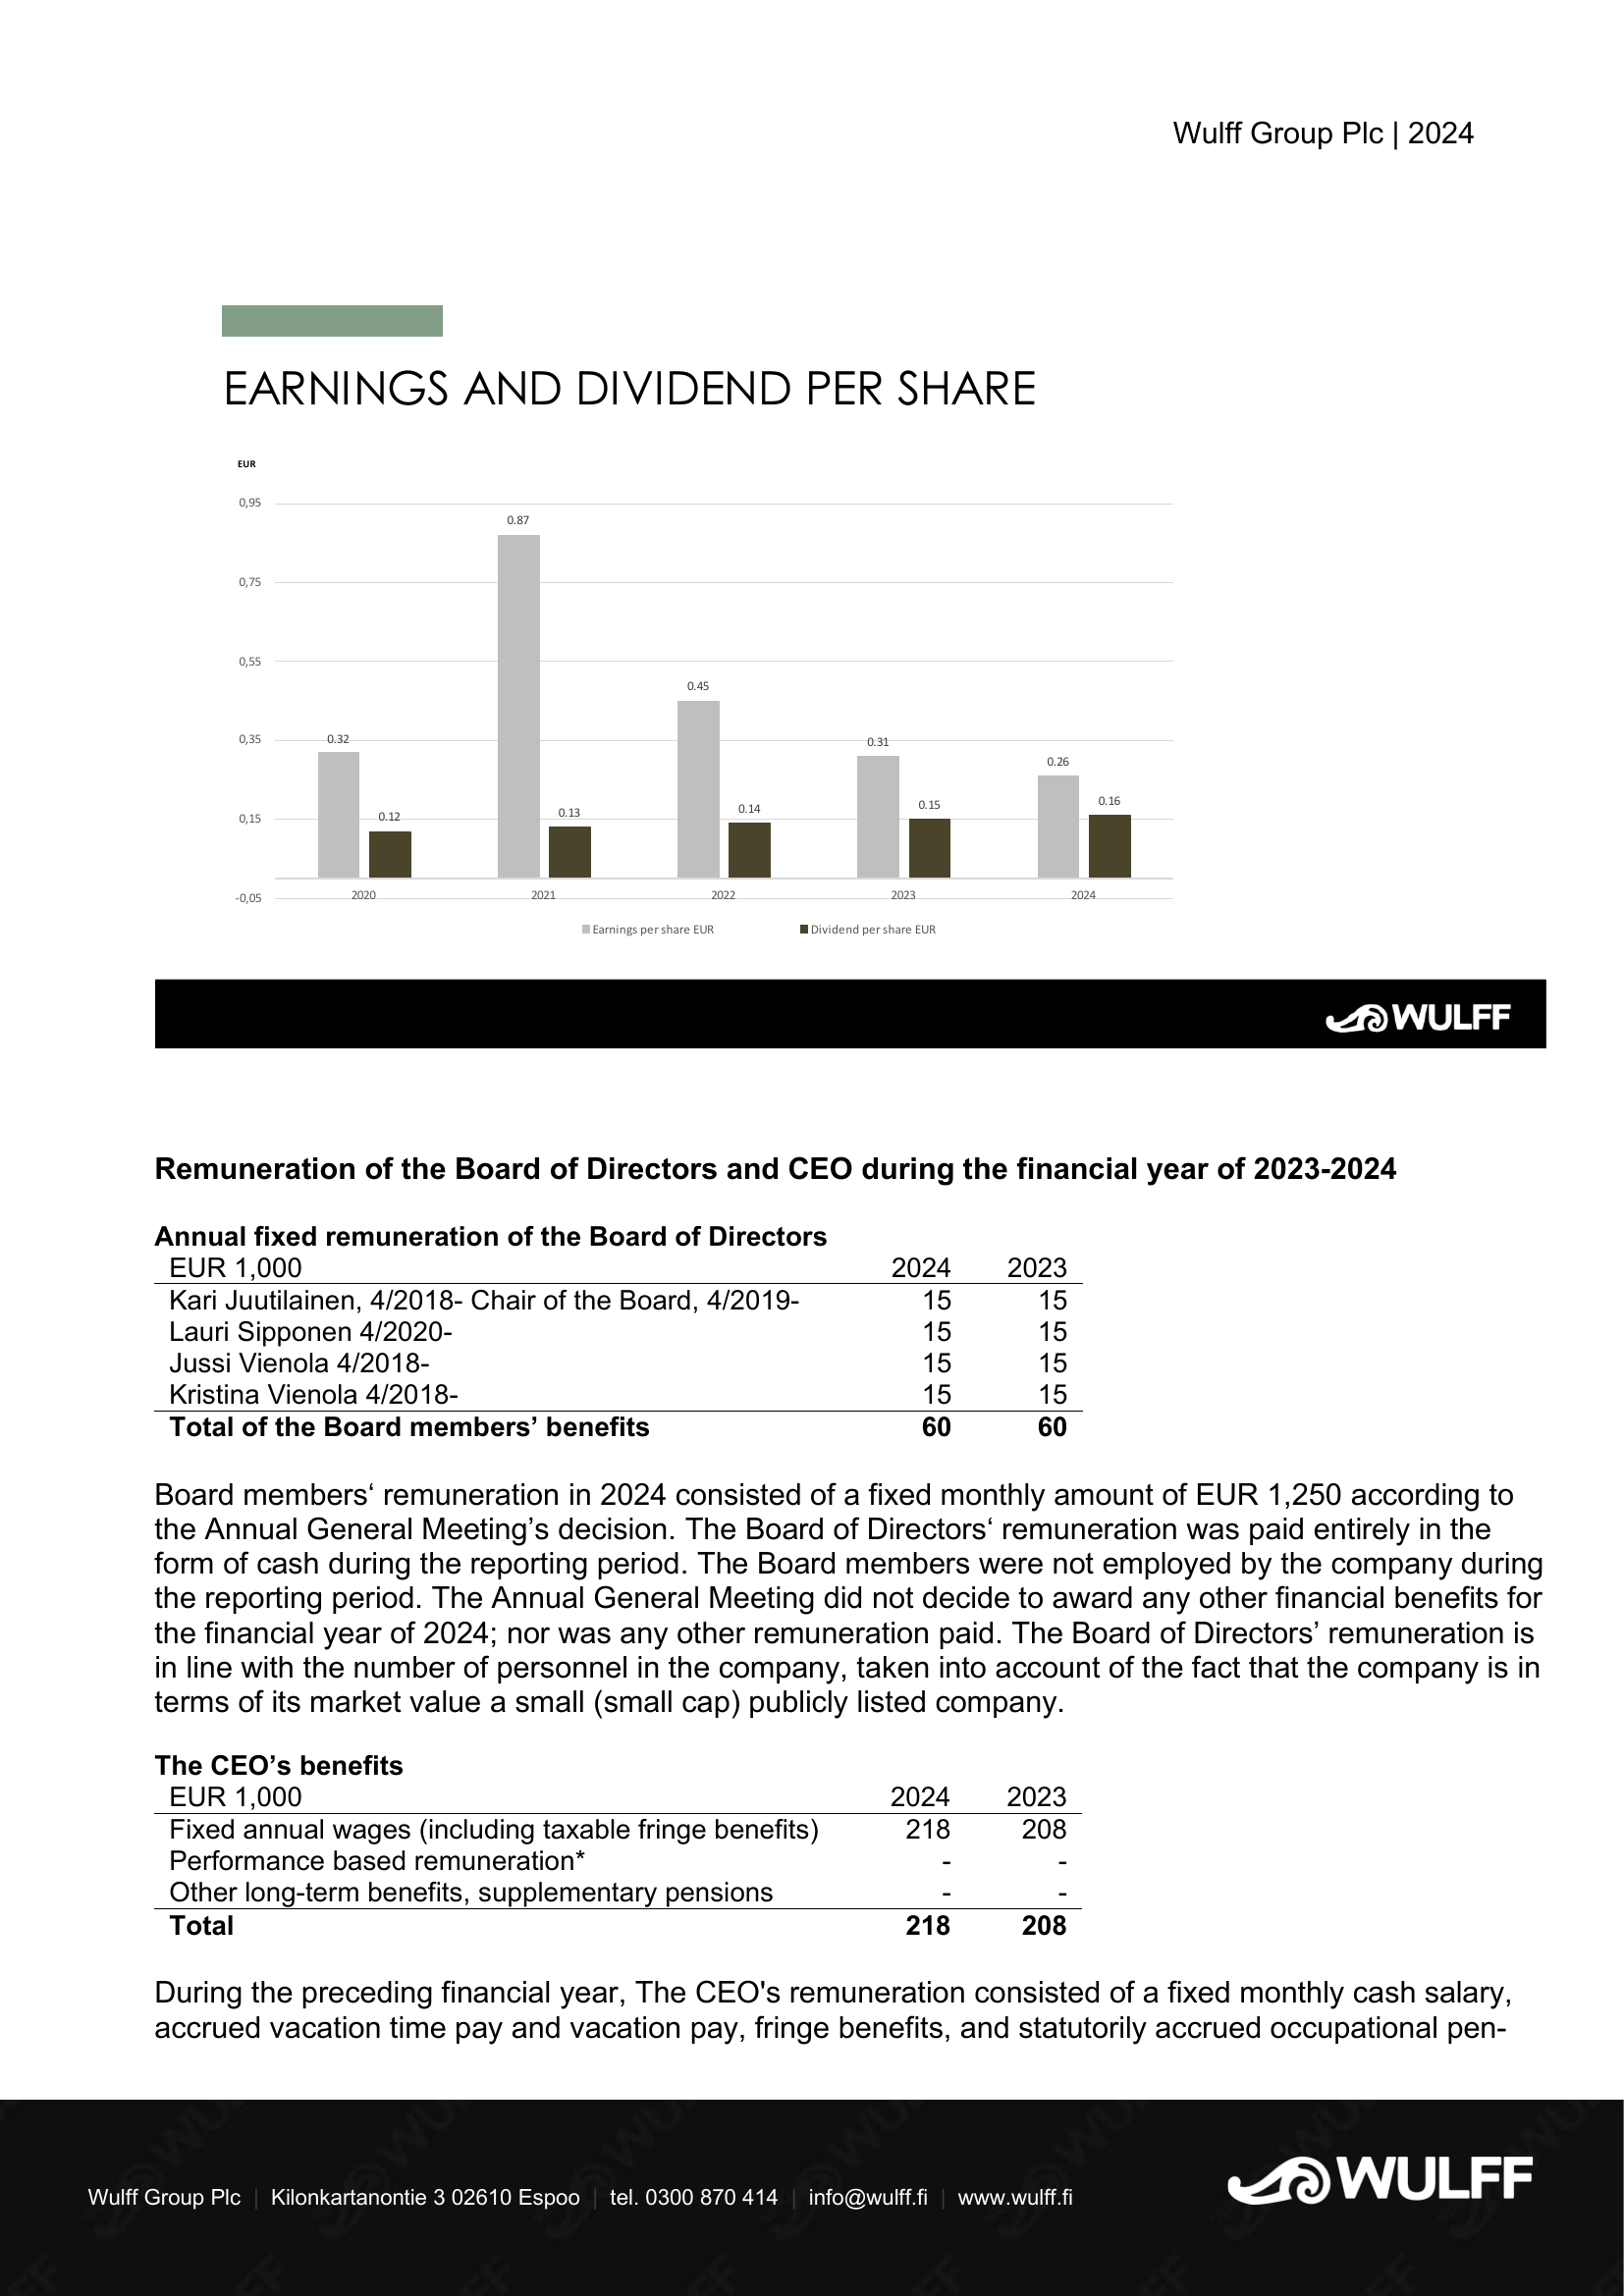 Wulff Group Plc | 2024
EARNINGS AND DIVIDEND PER SHARE
EUR
0,95
0,75
0,55
0,35
0,15
-0,05
0.32
0.12
0.87
0.13
0.45
0.14
0.31
0.15
0.26
0.16
2020 2021 2022 2023 2024
Earnings per share EUR Dividend per share EUR
WULFF
Remuneration of the Board of Directors and CEO during the financial year of 2023-2024
Annual fixed remuneration of the Board of Directors
EUR 1,000 2024 2023
Kari Juutilainen, 4/2018- Chair of the Board, 4/2019- 15 15
Lauri Sipponen 4/2020- 15 15
Jussi Vienola 4/2018- 15 15
Kristina Vienola 4/2018- 15 15
Total of the Board members’ benefits 60 60
Board members‘ remuneration in 2024 consisted of a fixed monthly amount of EUR 1,250 according to
the Annual General Meeting’s decision. The Board of Directors‘ remuneration was paid entirely in the
form of cash during the reporting period. The Board members were not employed by the company during
the reporting period. The Annual General Meeting did not decide to award any other financial benefits for
the financial year of 2024; nor was any other remuneration paid. The Board of Directors’ remuneration is
in line with the number of personnel in the company, taken into account of the fact that the company is in
terms of its market value a small (small cap) publicly listed company.
The CEO’s benefits
EUR 1,000 2024 2023
Fixed annual wages (including taxable fringe benefits) 218 208
Performance based remuneration* - -
Other long-term benefits, supplementary pensions - -
Total 218 208
During the preceding financial year, The CEO's remuneration consisted of a fixed monthly cash salary,
accrued vacation time pay and vacation pay, fringe benefits, and statutorily accrued occupational pen-
Wulff Group Plc | Kilonkartanontie 3 02610 Espoo | tel. 0300 870 414 | info@wulff.fi | www.wulff.fi
WULFF